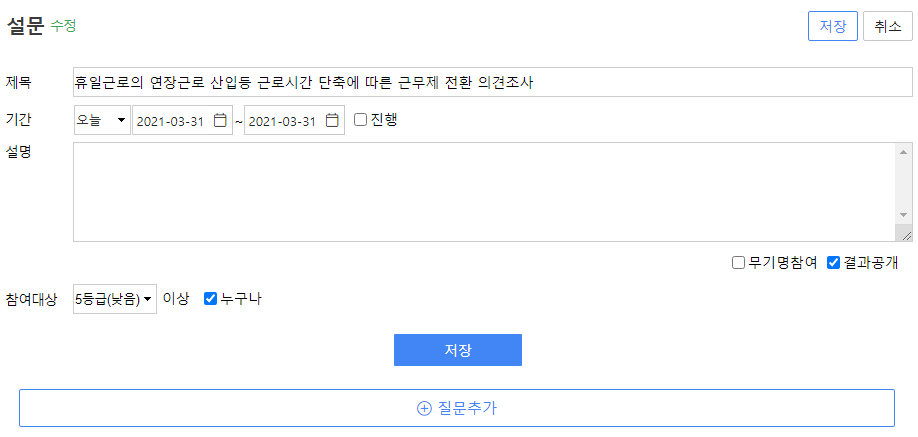 설문 수정 저장 취소
제목 휴일근로의 연장근로 산입등 근로시간 단축에 따른 근무제 전환 의견조사
기간 오늘 2021-03-31 ~ 2021-03-31 진행
설명
무기명참여 결과공개
참여대상 5등급(낮음) 이상 누구나
저장
질문추가